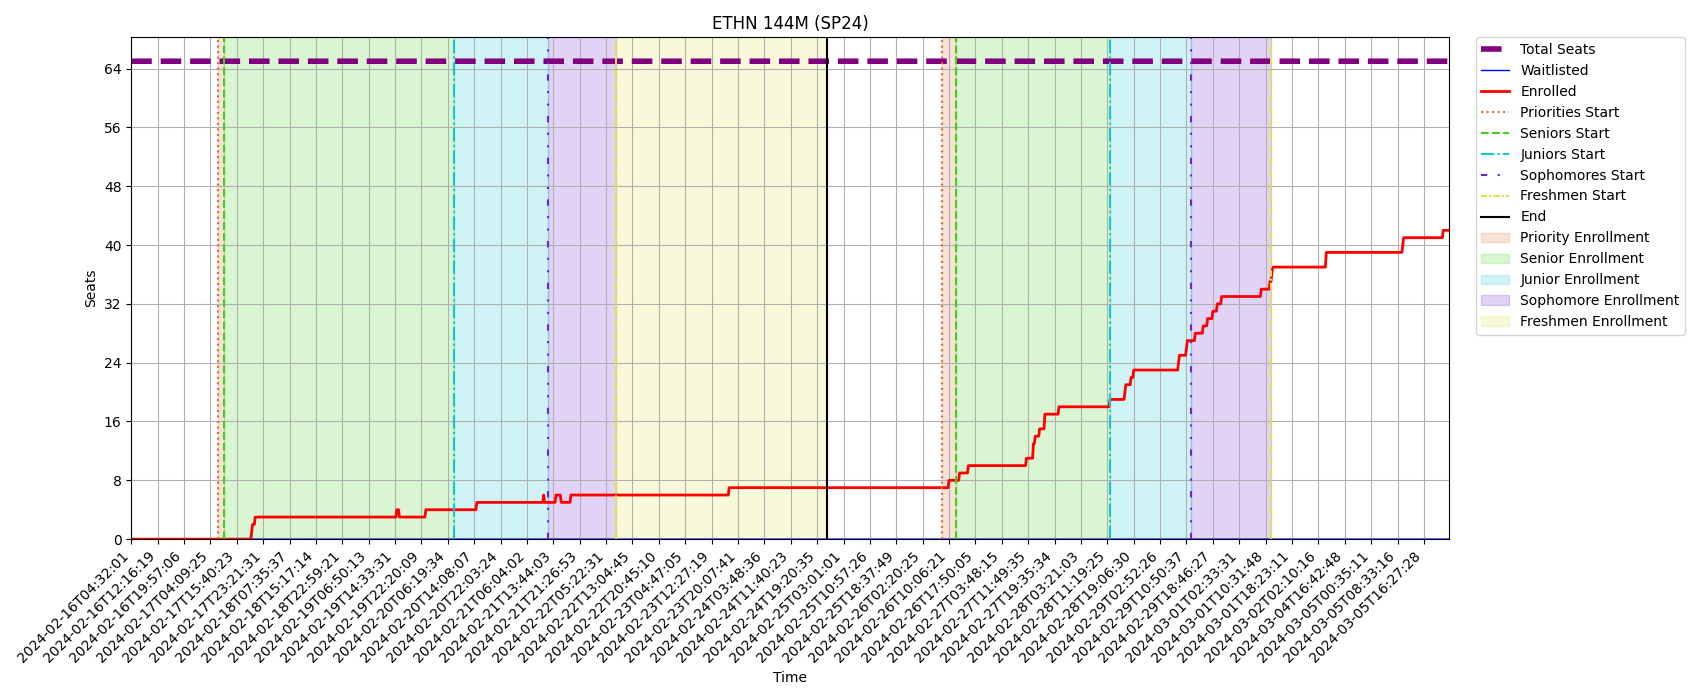 ETHN 144M (SP24)
Seats
64
56
48
40
32
24
16
8
0
2024-02-16T04:32:01
2024-02-16T12:16:19
2024-02-16T19:57:06
2024-02-17T04:09:25
2024-02-17T15:40:23
2024-02-17T23:21:31
2024-02-18T07:35:37
2024-02-18T15:17:14
2024-02-18T22:59:21
2024-02-19T06:50:13
2024-02-19T14:33:31
2024-02-19T22:20:09
2024-02-20T06:19:34
2024-02-20T14:08:07
2024-02-20T22:03:24
2024-02-21T06:04:02
2024-02-21T13:44:03
2024-02-21T21:26:53
2024-02-22T05:22:31
2024-02-22T13:04:45
2024-02-22T20:45:10
2024-02-23T04:47:05
2024-02-23T12:27:19
2024-02-23T20:07:41
2024-02-24T03:48:36
2024-02-24T11:40:23
2024-02-24T19:20:35
2024-02-25T03:01:01
2024-02-25T10:57:26
2024-02-25T18:37:49
2024-02-26T02:20:25
2024-02-26T10:06:21
2024-02-26T17:50:05
2024-02-27T03:48:15
2024-02-27T11:49:35
2024-02-27T19:35:34
2024-02-28T03:21:03
2024-02-28T11:19:25
2024-02-28T19:06:30
2024-02-29T02:52:26
2024-02-29T10:50:37
2024-02-29T18:46:27
2024-03-01T02:33:31
2024-03-01T10:31:48
2024-03-01T18:23:11
2024-03-02T02:10:16
2024-03-04T16:42:48
2024-03-05T00:35:11
2024-03-05T08:33:16
2024-03-05T16:27:28
Time
Total Seats
Waitlisted
Enrolled
Priorities Start
Seniors Start
Juniors Start
Sophomores Start
Freshmen Start
End
Priority Enrollment
Senior Enrollment
Junior Enrollment
Sophomore Enrollment
Freshmen Enrollment